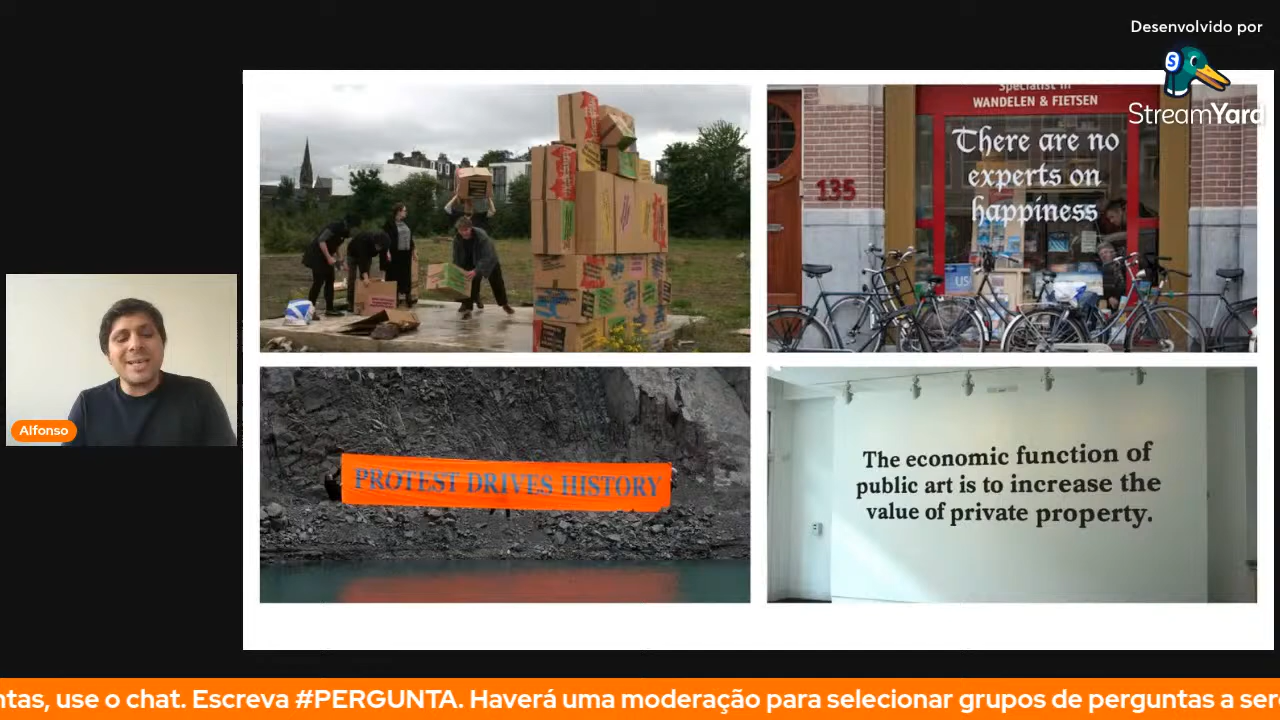 Desenvolvido por
StreamYard
Specialist in
WANDELEN & FIETSEN
There are no
experts on
happiness
135
US
PROTEST DRIVES HISTORY
The economic function of
public art is to increase the
value of private property.
Alfonso
ntas, use o chat. Escreva #PERGUNTA. Haverá uma moderação para selecionar grupos de perguntas a ser